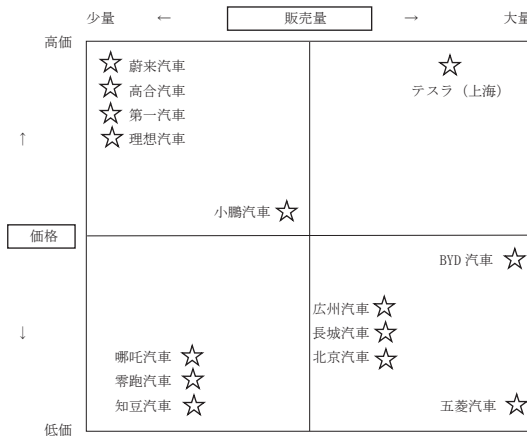 少量 ← 販売量 → 大量
高価
蔚来汽車
高合汽車
第一汽車
理想汽車
テスラ（上海）
↑
小鵬汽車
価格
BYD 汽車
広州汽車
長城汽車
北京汽車
↓
哪吒汽車
零跑汽車
知豆汽車
五菱汽車
低価